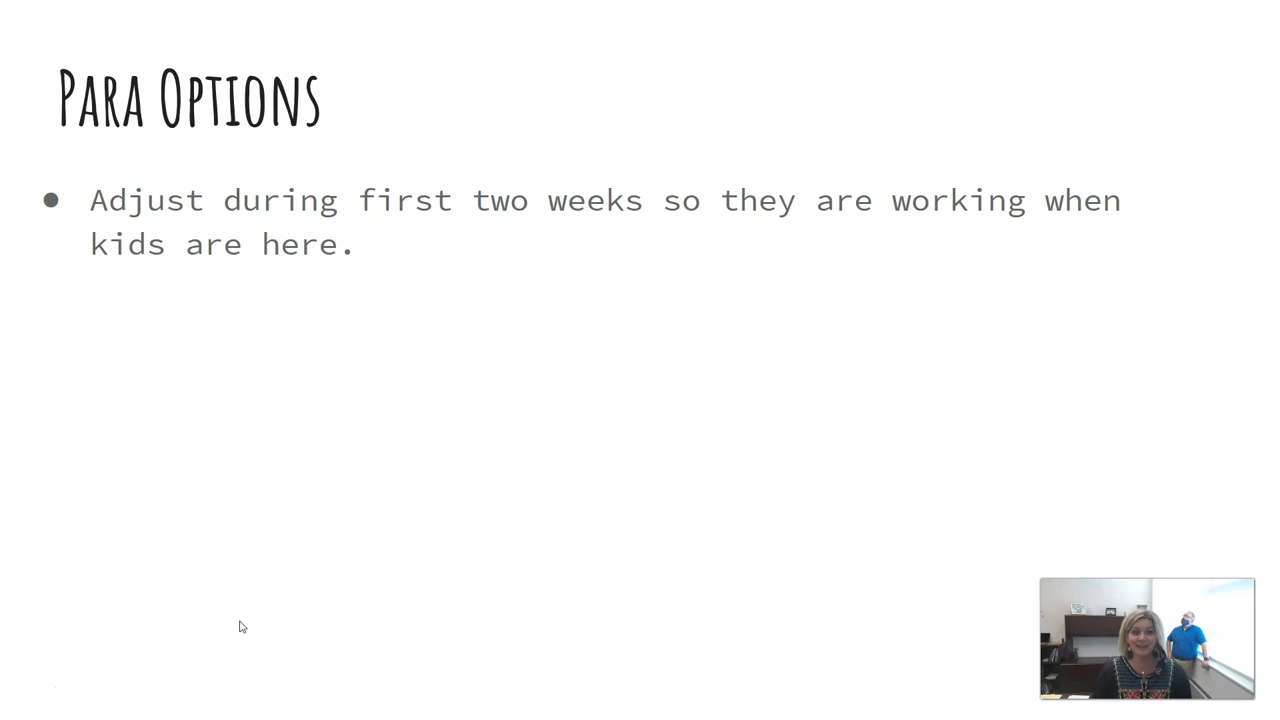 Para Options
● Adjust during first two weeks so they are working when
kids are here.